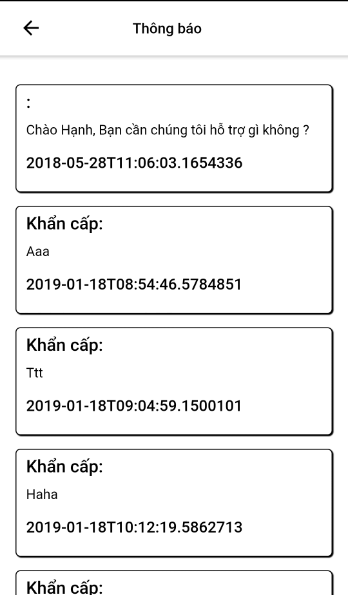 Thông báo
:
Chào Hạnh, Bạn cần chúng tôi hỗ trợ gì không ?
2018-05-28T11:06:03.1654336
Khẩn cấp:
Aaa
2019-01-18T08:54:46.5784851
Khẩn cấp:
Ttt
2019-01-18T09:04:59.1500101
Khẩn cấp:
Haha
2019-01-18T10:12:19.5862713
Khẩn cấp: